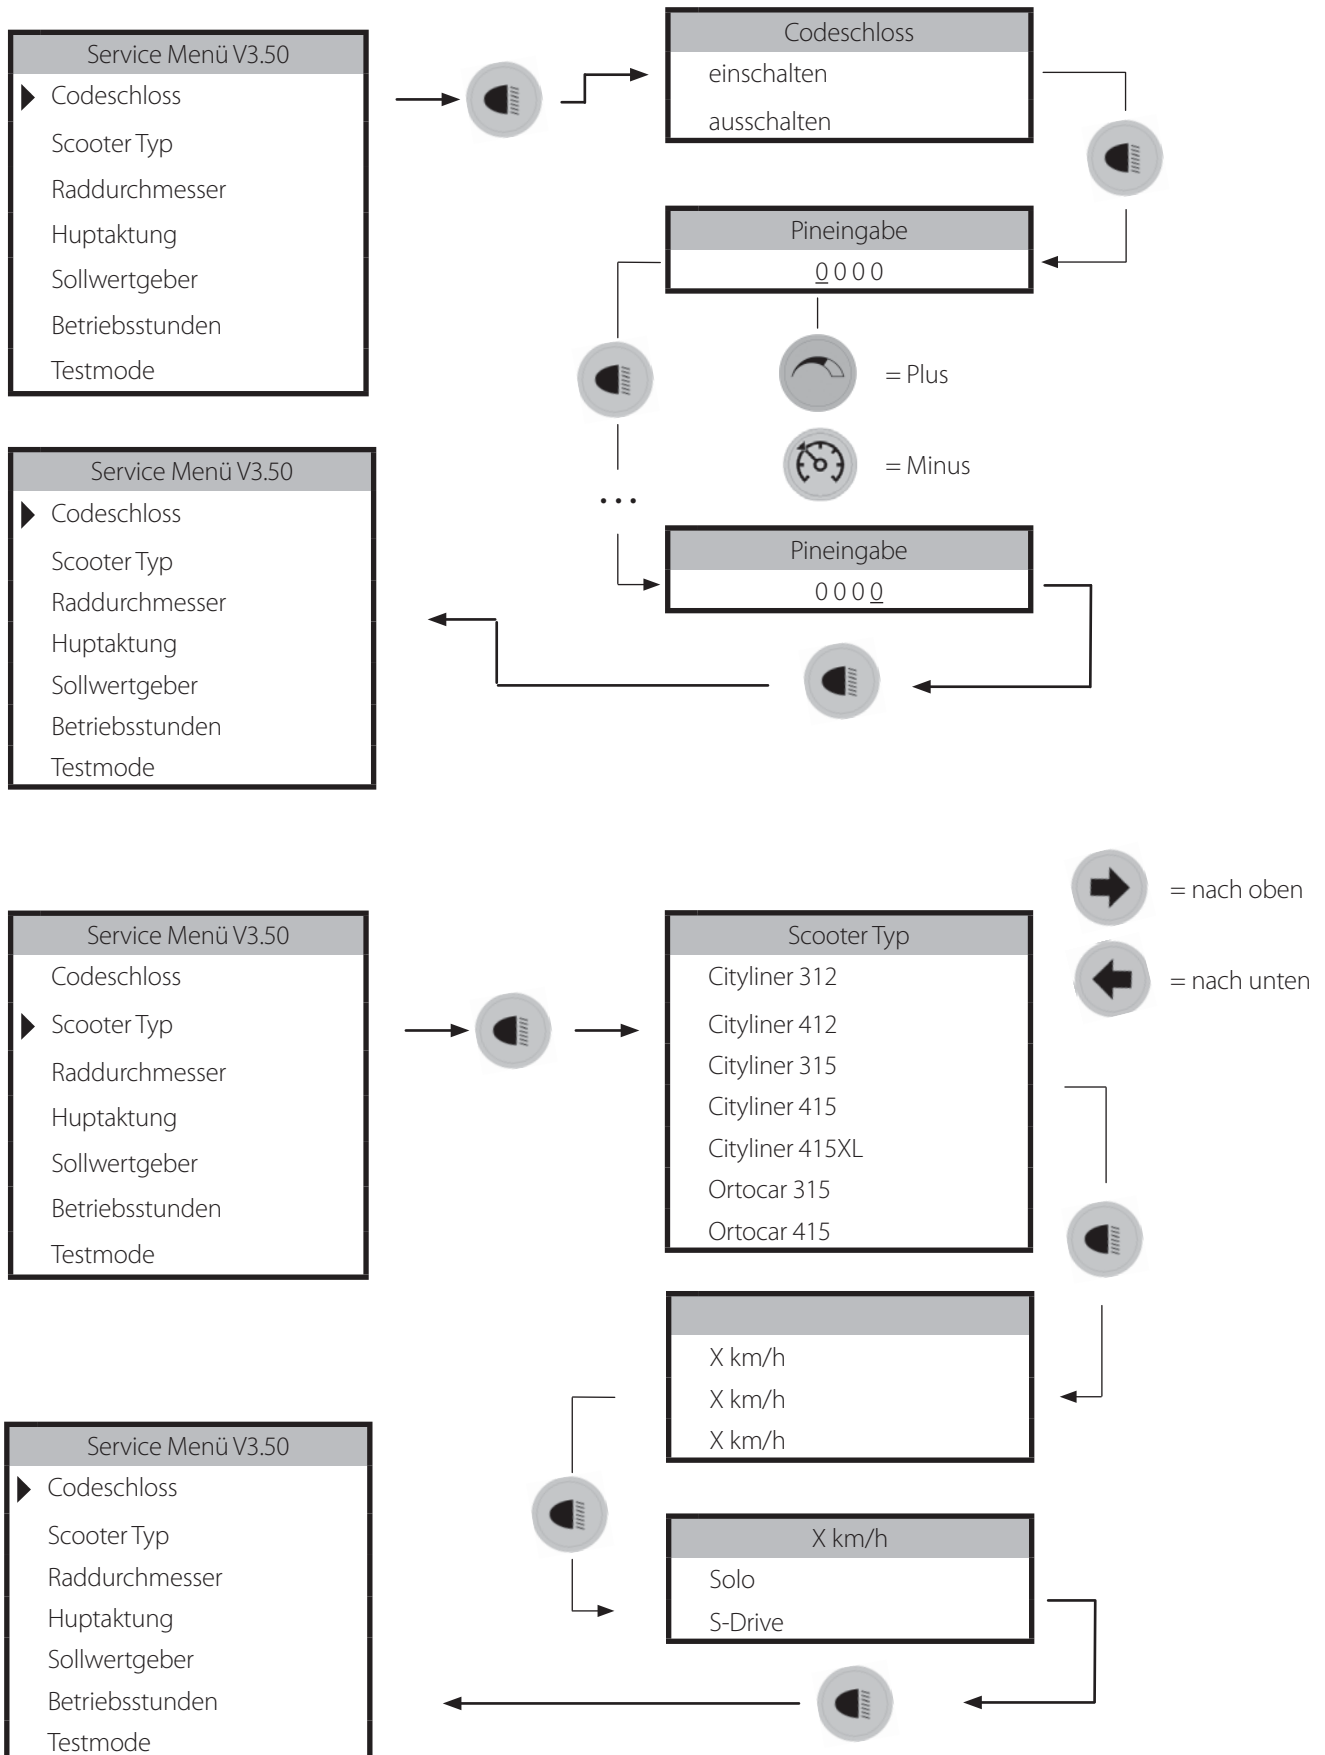 Service Menü V3.50
Codeschloss
Scooter Typ
Raddurchmesser
Huptaktung
Sollwertgeber
Betriebsstunden
Testmode
Codeschloss
einschalten
ausschalten
Pineingabe
0 0 0 0
= Plus
= Minus
...
Pineingabe
0 0 0 0
Service Menü V3.50
Codeschloss
Scooter Typ
Raddurchmesser
Huptaktung
Sollwertgeber
Betriebsstunden
Testmode
= nach oben
= nach unten
Service Menü V3.50
Codeschloss
Scooter Typ
Raddurchmesser
Huptaktung
Sollwertgeber
Betriebsstunden
Testmode
Scooter Typ
Cityliner 312
Cityliner 412
Cityliner 315
Cityliner 415
Cityliner 415XL
Ortocar 315
Ortocar 415
X km/h
X km/h
X km/h
X km/h
Solo
S-Drive
Service Menü V3.50
Codeschloss
Scooter Typ
Raddurchmesser
Huptaktung
Sollwertgeber
Betriebsstunden
Testmode